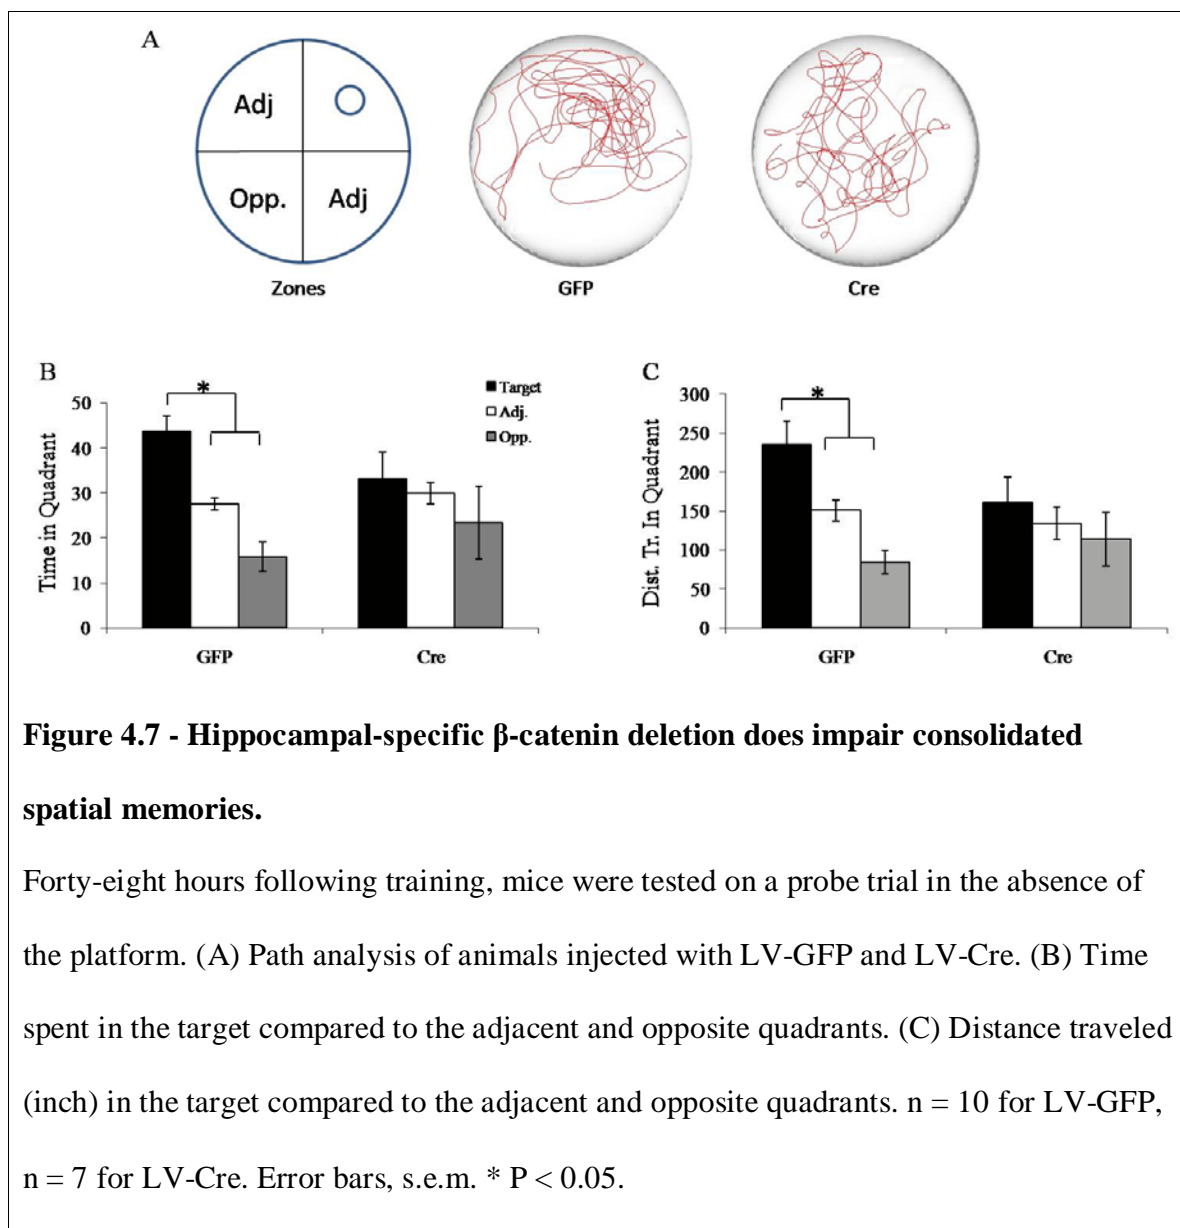 A
Adj
Opp.
Adj
Zones
GFP
Cre
B
Time in Quadrant
50
40
30
20
10
0
*
Target
Adj.
Opp.
GFP
Cre
C
Dist. Tr. In Quadrant
300
250
200
150
100
50
0
*
GFP
Cre
Figure 4.7 - Hippocampal-specific β-catenin deletion does impair consolidated
spatial memories.
Forty-eight hours following training, mice were tested on a probe trial in the absence of
the platform. (A) Path analysis of animals injected with LV-GFP and LV-Cre. (B) Time
spent in the target compared to the adjacent and opposite quadrants. (C) Distance traveled
(inch) in the target compared to the adjacent and opposite quadrants. n = 10 for LV-GFP,
n = 7 for LV-Cre. Error bars, s.e.m. * P < 0.05.